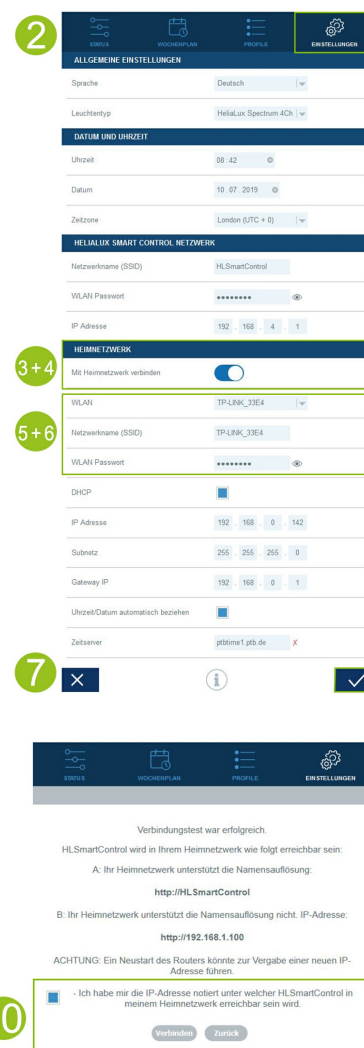 2
STATUS WOCHENPLAN PROFILE EINSTELLUNGEN
ALLGEMEINE EINSTELLUNGEN
Sprache Deutsch
Leuchtentyp HeliaLux Spectrum 4Ch
DATUM UND UHRZEIT
Uhrzeit 08:42
Datum 10.07.2019
Zeitzone London (UTC + 0)
HELIALUX SMART CONTROL NETZWERK
Netzwerkname (SSID) HLSmartControl
WLAN Passwort ••••••••
IP Adresse 192 . 168 . 4 . 1
HEIMNETZWERK
3+4
Mit Heimnetzwerk verbinden
WLAN TP-LINK_33E4
5+6
Netzwerkname (SSID) TP-LINK_33E4
WLAN Passwort ••••••••
DHCP
IP Adresse 192 . 168 . 0 . 142
Subnetz 255 . 255 . 255 . 0
Gateway IP 192 . 168 . 0 . 1
Uhrzeit/Datum automatisch beziehen
Zeitserver ptbtime1.ptb.de X
7
i
STATUS WOCHENPLAN PROFILE EINSTELLUNGEN
Verbindungstest war erfolgreich.
HLSmartControl wird in Ihrem Heimnetzwerk wie folgt erreichbar sein:
A: Ihr Heimnetzwerk unterstützt die Namensauflösung:
http://HLSmartControl
B: Ihr Heimnetzwerk unterstützt die Namensauflösung nicht. IP-Adresse:
http://192.168.1.100
ACHTUNG: Ein Neustart des Routers könnte zur Vergabe einer neuen IP-
Adresse führen.
- Ich habe mir die IP-Adresse notiert unter welcher HLSmartControl in
meinem Heimnetzwerk erreichbar sein wird.
0
Verbinden Zurück